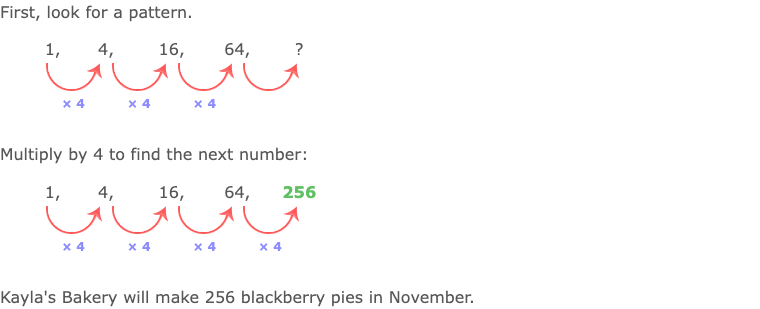 First, look for a pattern.
1, 4, 16, 64, ?
× 4 × 4 × 4
Multiply by 4 to find the next number:
1, 4, 16, 64, 256
× 4 × 4 × 4 × 4
Kayla's Bakery will make 256 blackberry pies in November.